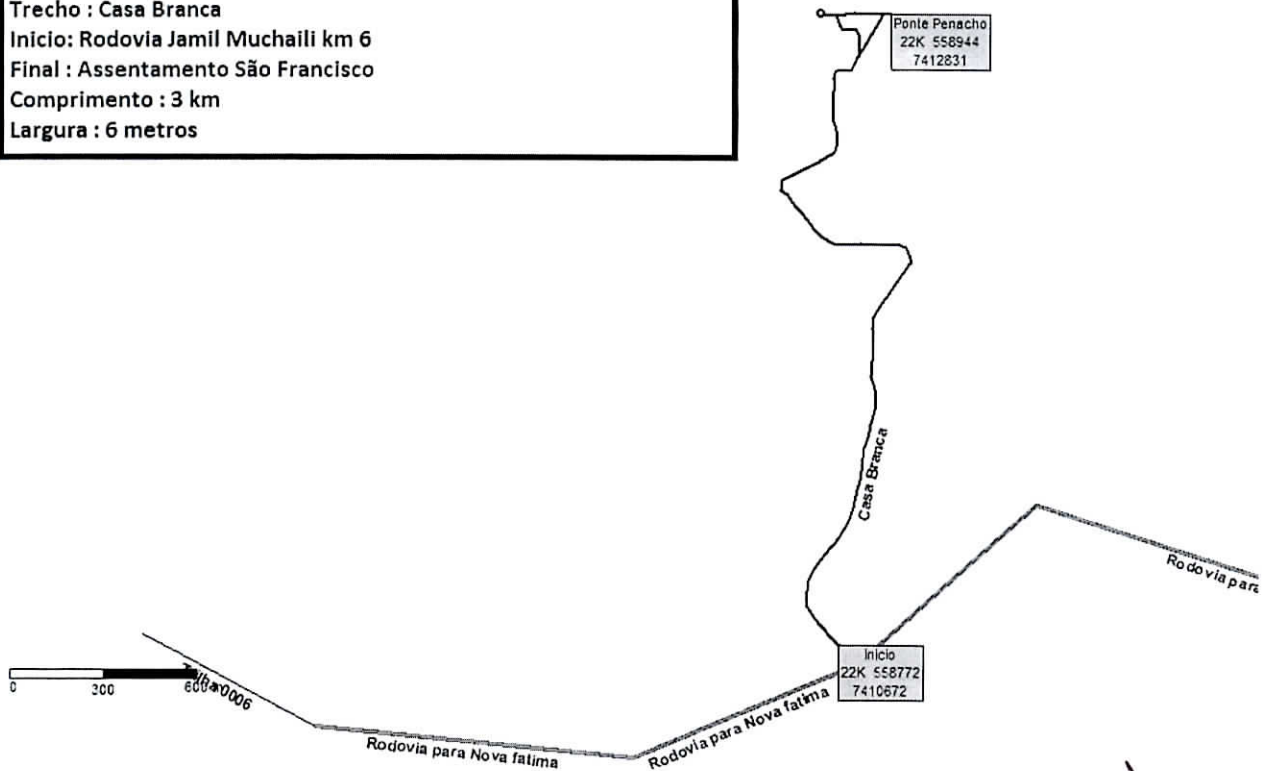 Trecho : Casa Branca
Inicio: Rodovia Jamil Muchaili km 6
Final : Assentamento São Francisco
Comprimento : 3 km
Largura : 6 metros
Ponte Penacho
22K 558944
7412831
Casa Branca
Rodovia para
Inicio
22K 558772
7410672
0 300 600
0006
Rodovia para Nova fatima
Rodovia para Nova fatima